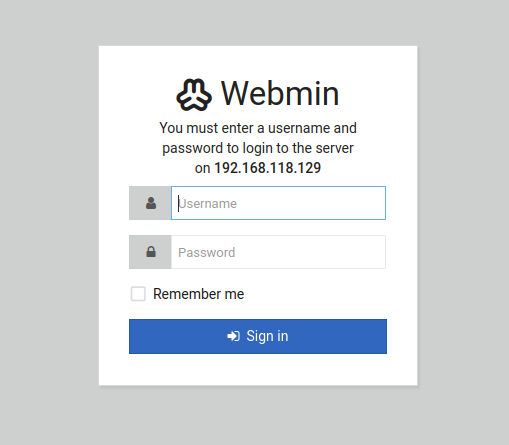 Webmin
You must enter a username and
password to login to the server
on 192.168.118.129
Username
Password
Remember me
Sign in